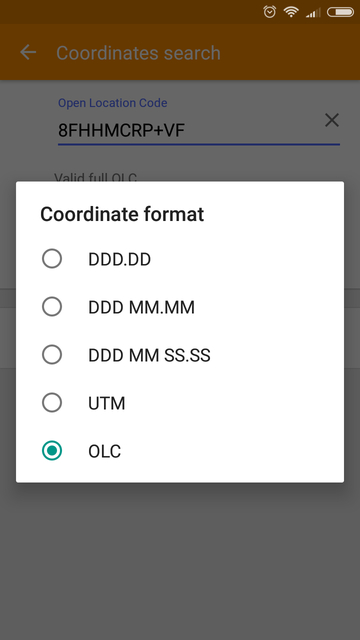 Coordinates search
Open Location Code
8FHHMCRP+VF
Valid full OLC
Coordinate format
DDD.DD
DDD MM.MM
DDD MM SS.SS
UTM
OLC